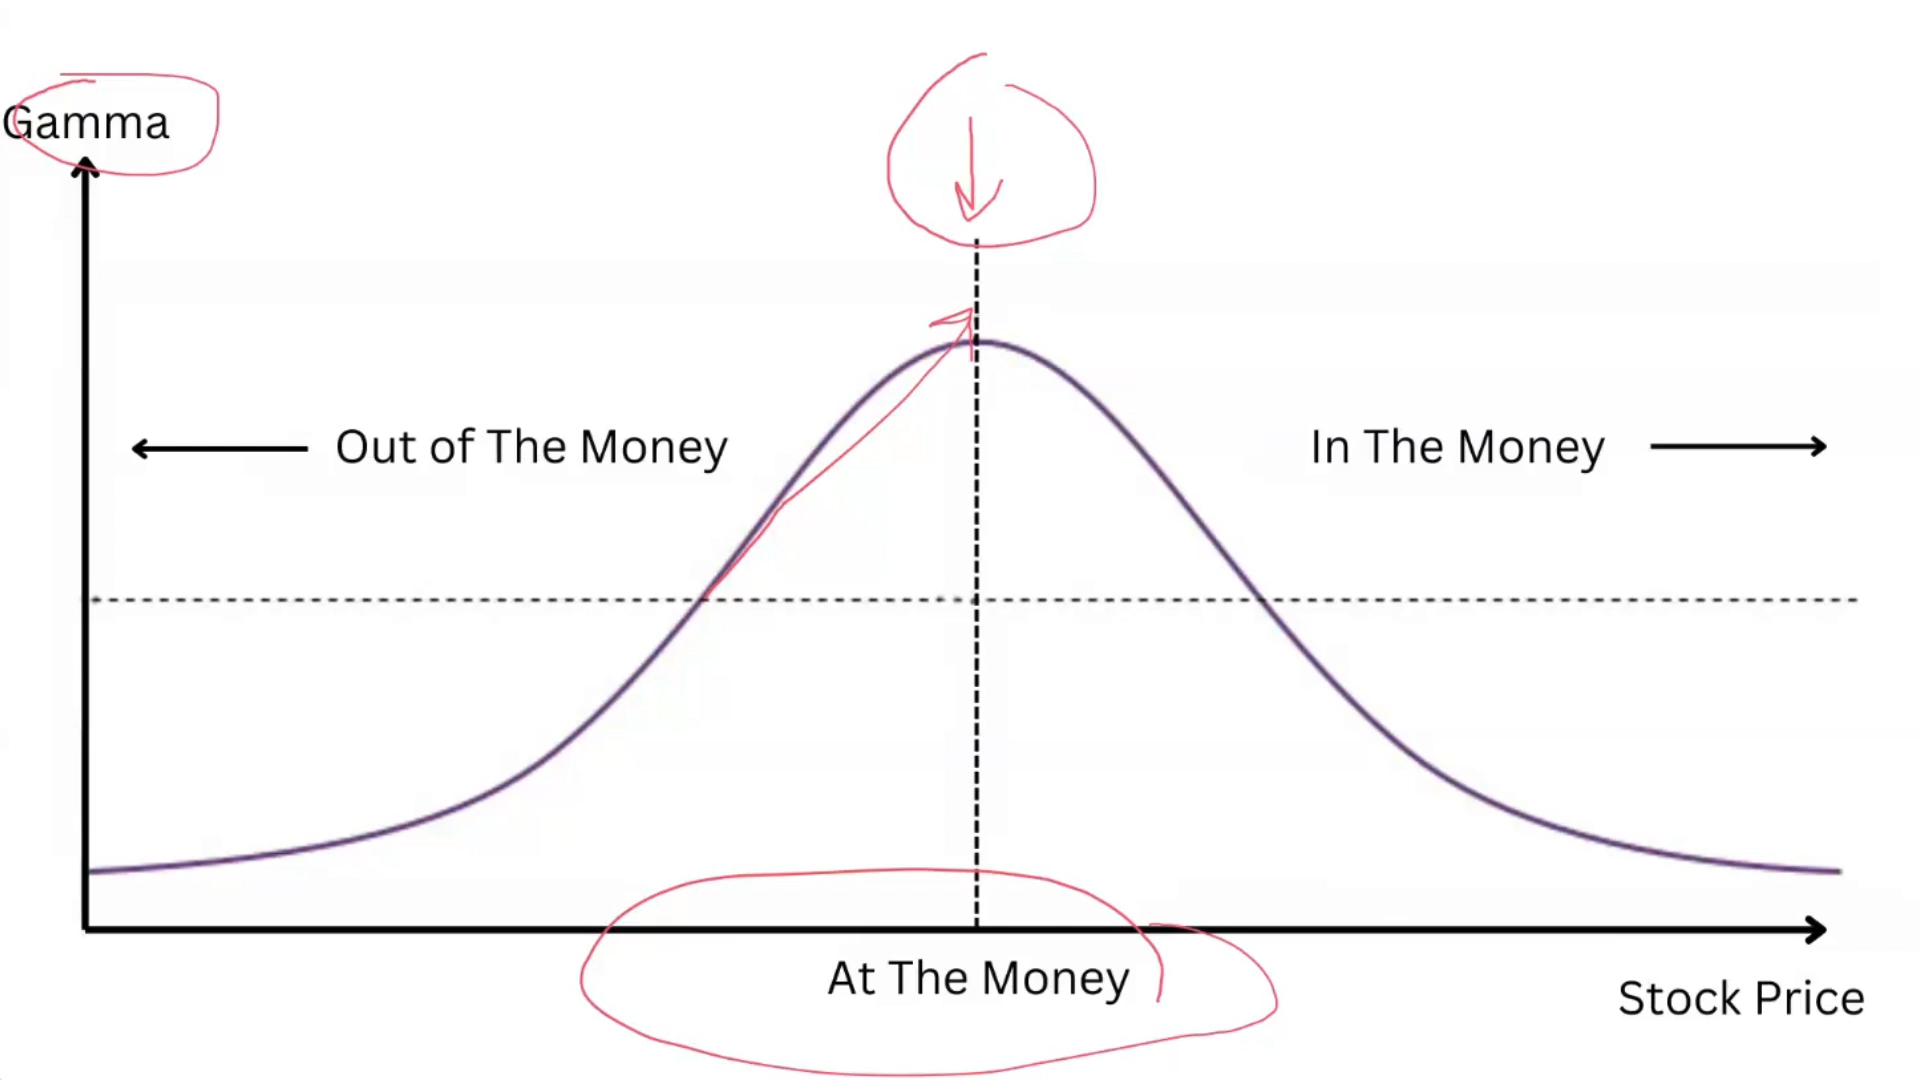 Gamma
Out of The Money
In The Money
At The Money
Stock Price